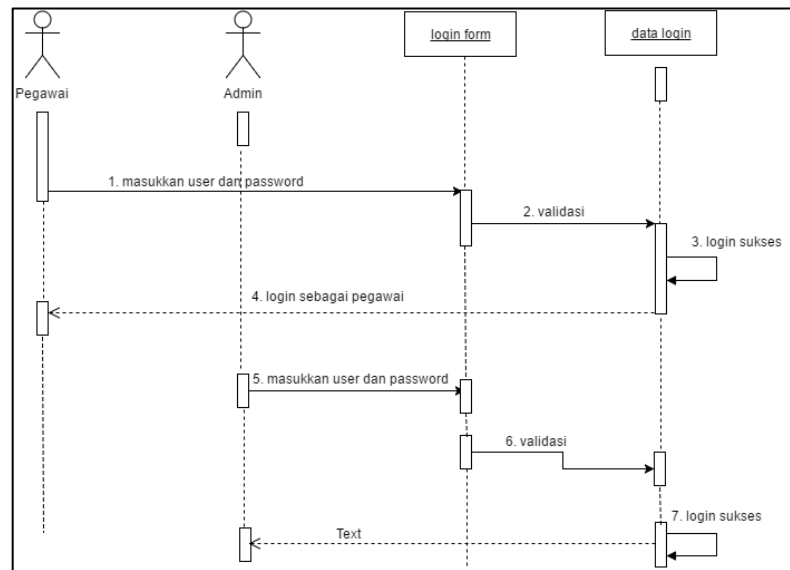 login form
data login
Pegawai
Admin
1. masukkan user dan password
2. validasi
3. login sukses
4. login sebagai pegawai
5. masukkan user dan password
6. validasi
7. login sukses
Text